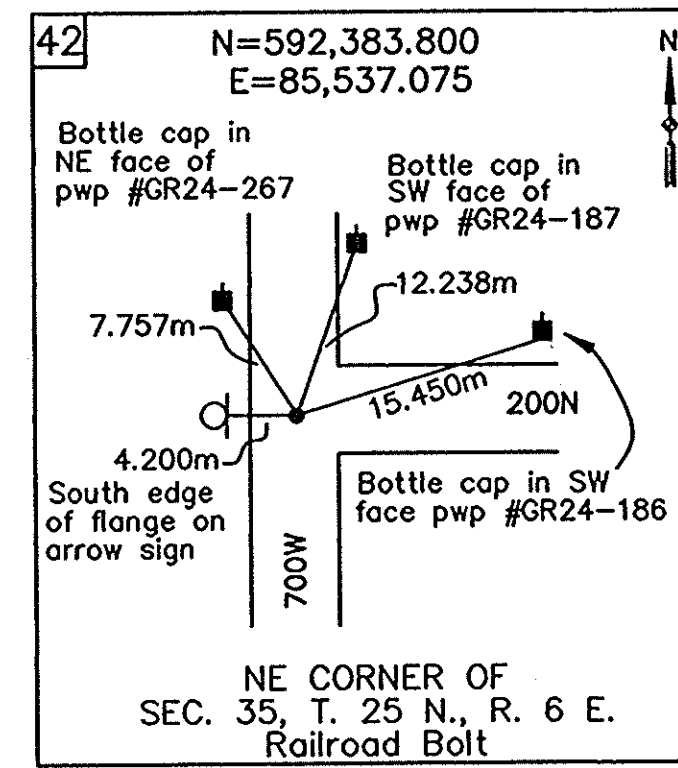 42
N=592,383.800
E=85,537.075
N
Bottle cap in
NE face of
pwp #GR24-267
Bottle cap in
SW face of
pwp #GR24-187
12.238m
7.757m
15.450m
200N
4.200m
South edge
of flange on
arrow sign
Bottle cap in SW
face pwp #GR24-186
700W
NE CORNER OF
SEC. 35, T. 25 N., R. 6 E.
Railroad Bolt